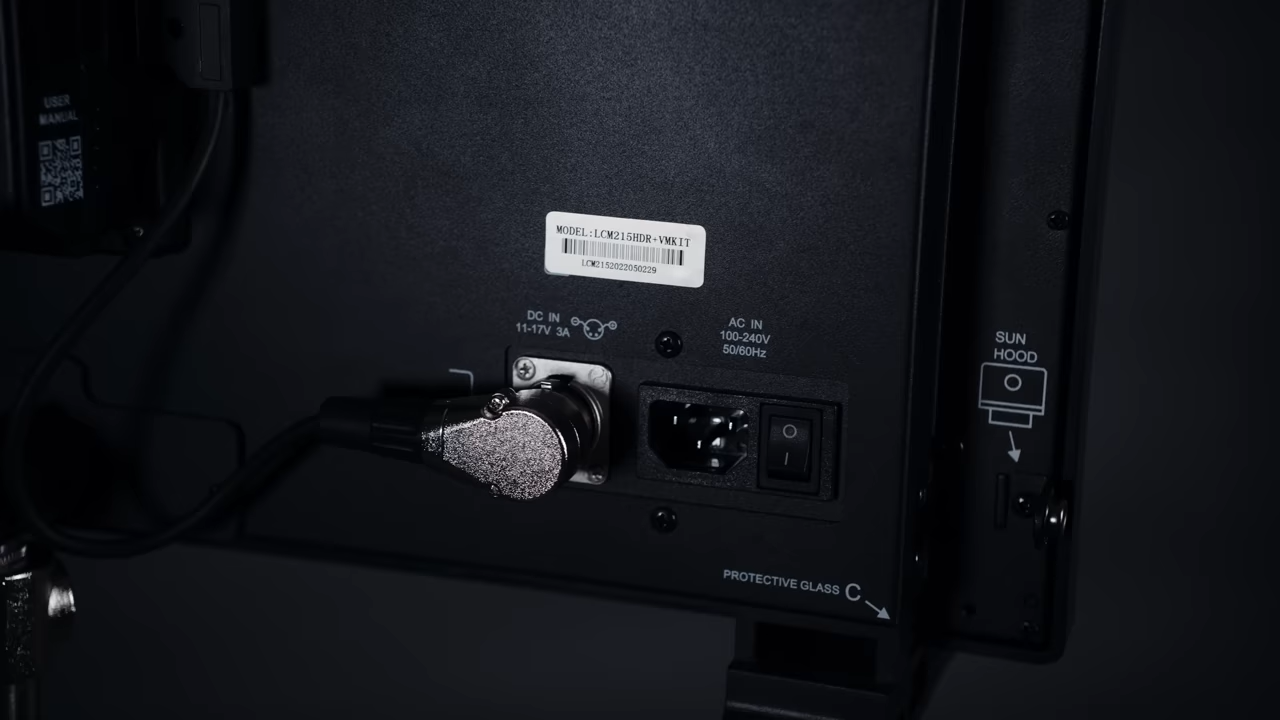 USER
MANUAL
MODEL:LCM215HDR+VMKIT
LCM2152022050229
DC IN
11-17V 3A
AC IN
100-240V
50/60Hz
SUN
HOOD
PROTECTIVE GLASS C